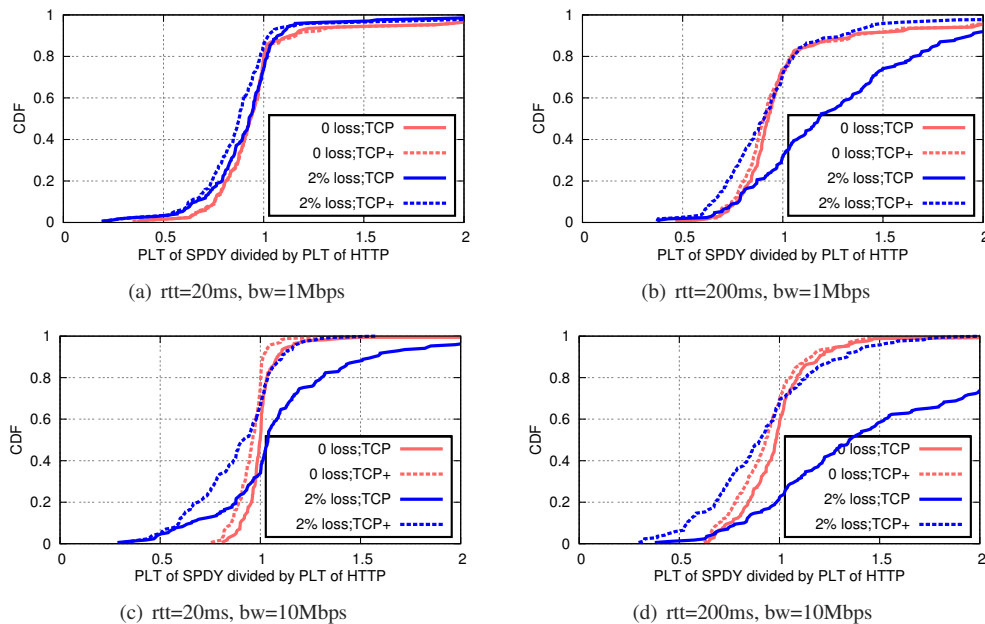 1
0.8
0.6
0.4
0.2
0
CDF
0 loss;TCP
0 loss;TCP+
2% loss;TCP
2% loss;TCP+
0 0.5 1 1.5 2
PLT of SPDY divided by PLT of HTTP
(a) rtt=20ms, bw=1Mbps
1
0.8
0.6
0.4
0.2
0
CDF
0 loss;TCP
0 loss;TCP+
2% loss;TCP
2% loss;TCP+
0 0.5 1 1.5 2
PLT of SPDY divided by PLT of HTTP
(b) rtt=200ms, bw=1Mbps
1
0.8
0.6
0.4
0.2
0
CDF
0 loss;TCP
0 loss;TCP+
2% loss;TCP
2% loss;TCP+
0 0.5 1 1.5 2
PLT of SPDY divided by PLT of HTTP
(c) rtt=20ms, bw=10Mbps
1
0.8
0.6
0.4
0.2
0
CDF
0 loss;TCP
0 loss;TCP+
2% loss;TCP
2% loss;TCP+
0 0.5 1 1.5 2
PLT of SPDY divided by PLT of HTTP
(d) rtt=200ms, bw=10Mbps